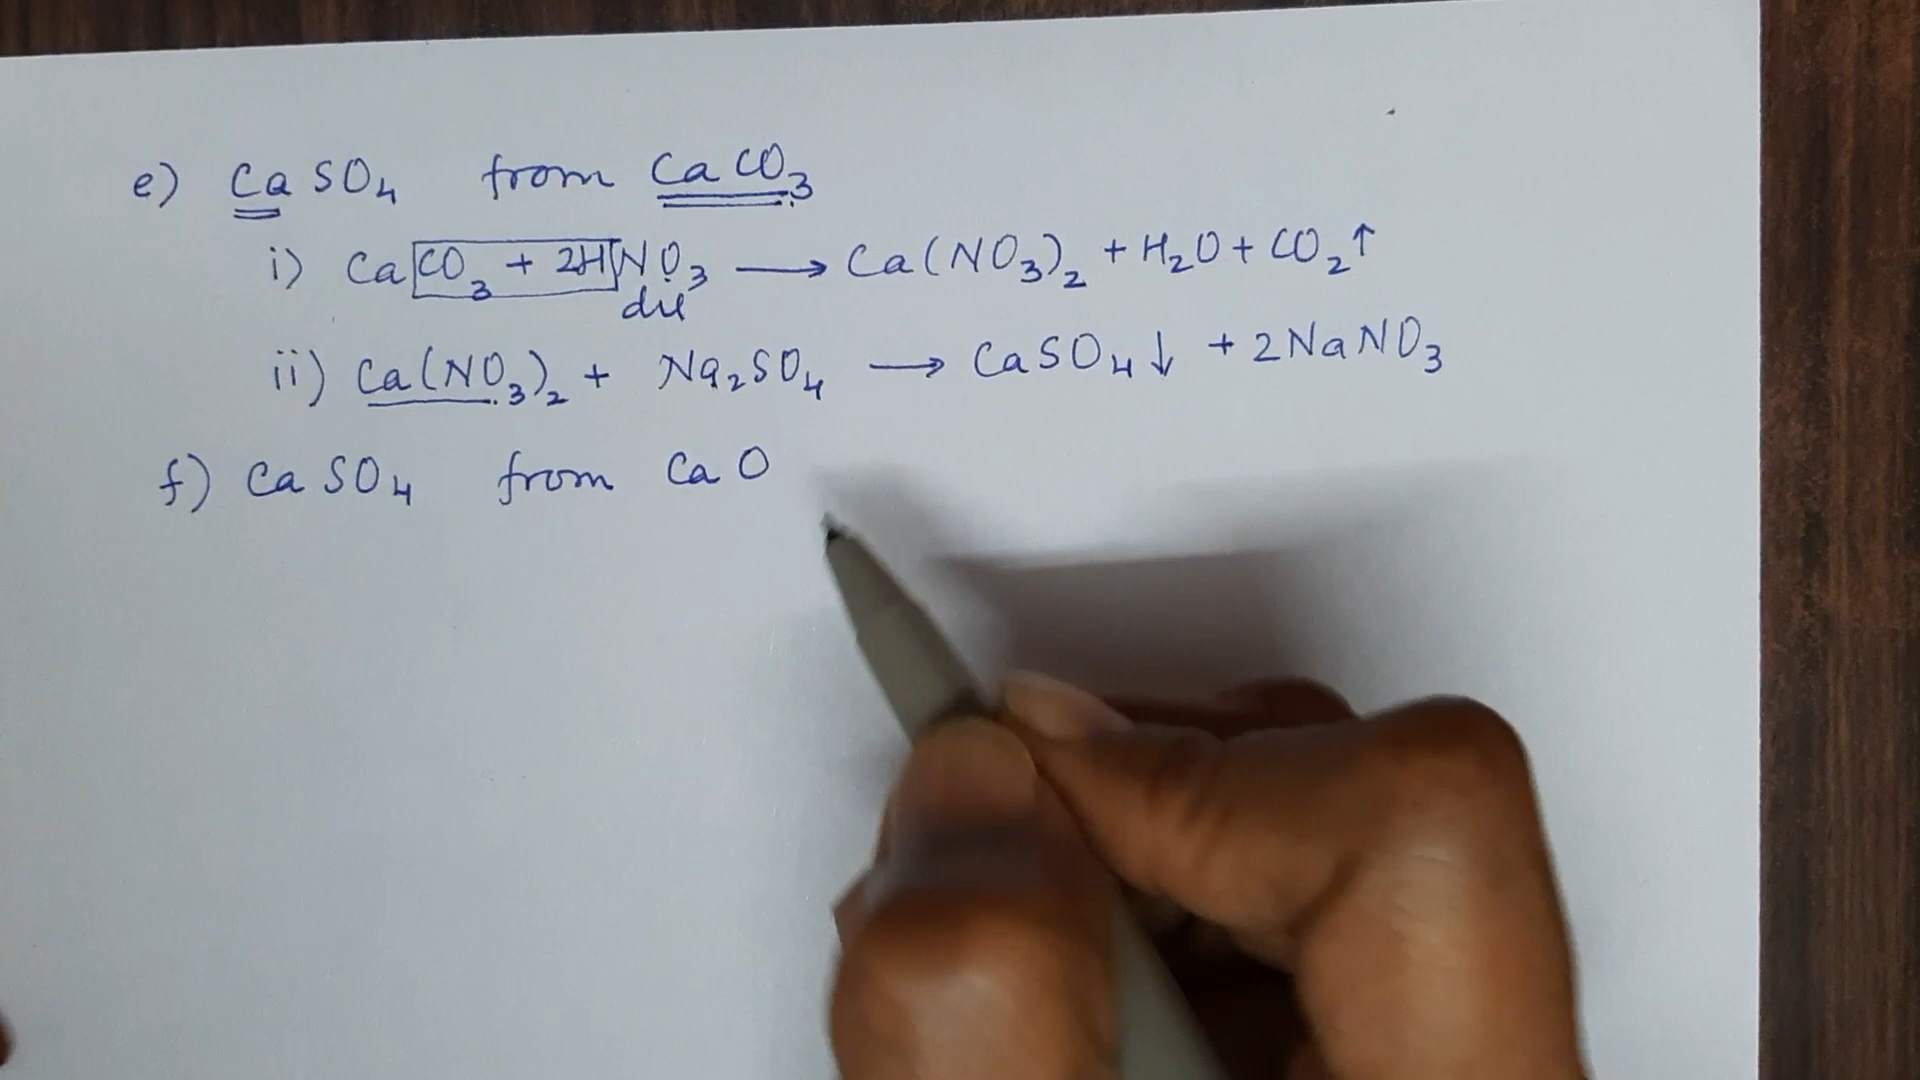 e) CaSO₄ from CaCO₃
i) CaCO₃ + 2HNO₃ → Ca(NO₃)₂ + H₂O + CO₂↑
dil
ii) Ca(NO₃)₂ + Na₂SO₄ → CaSO₄↓ + 2NaNO₃
f) CaSO₄ from CaO